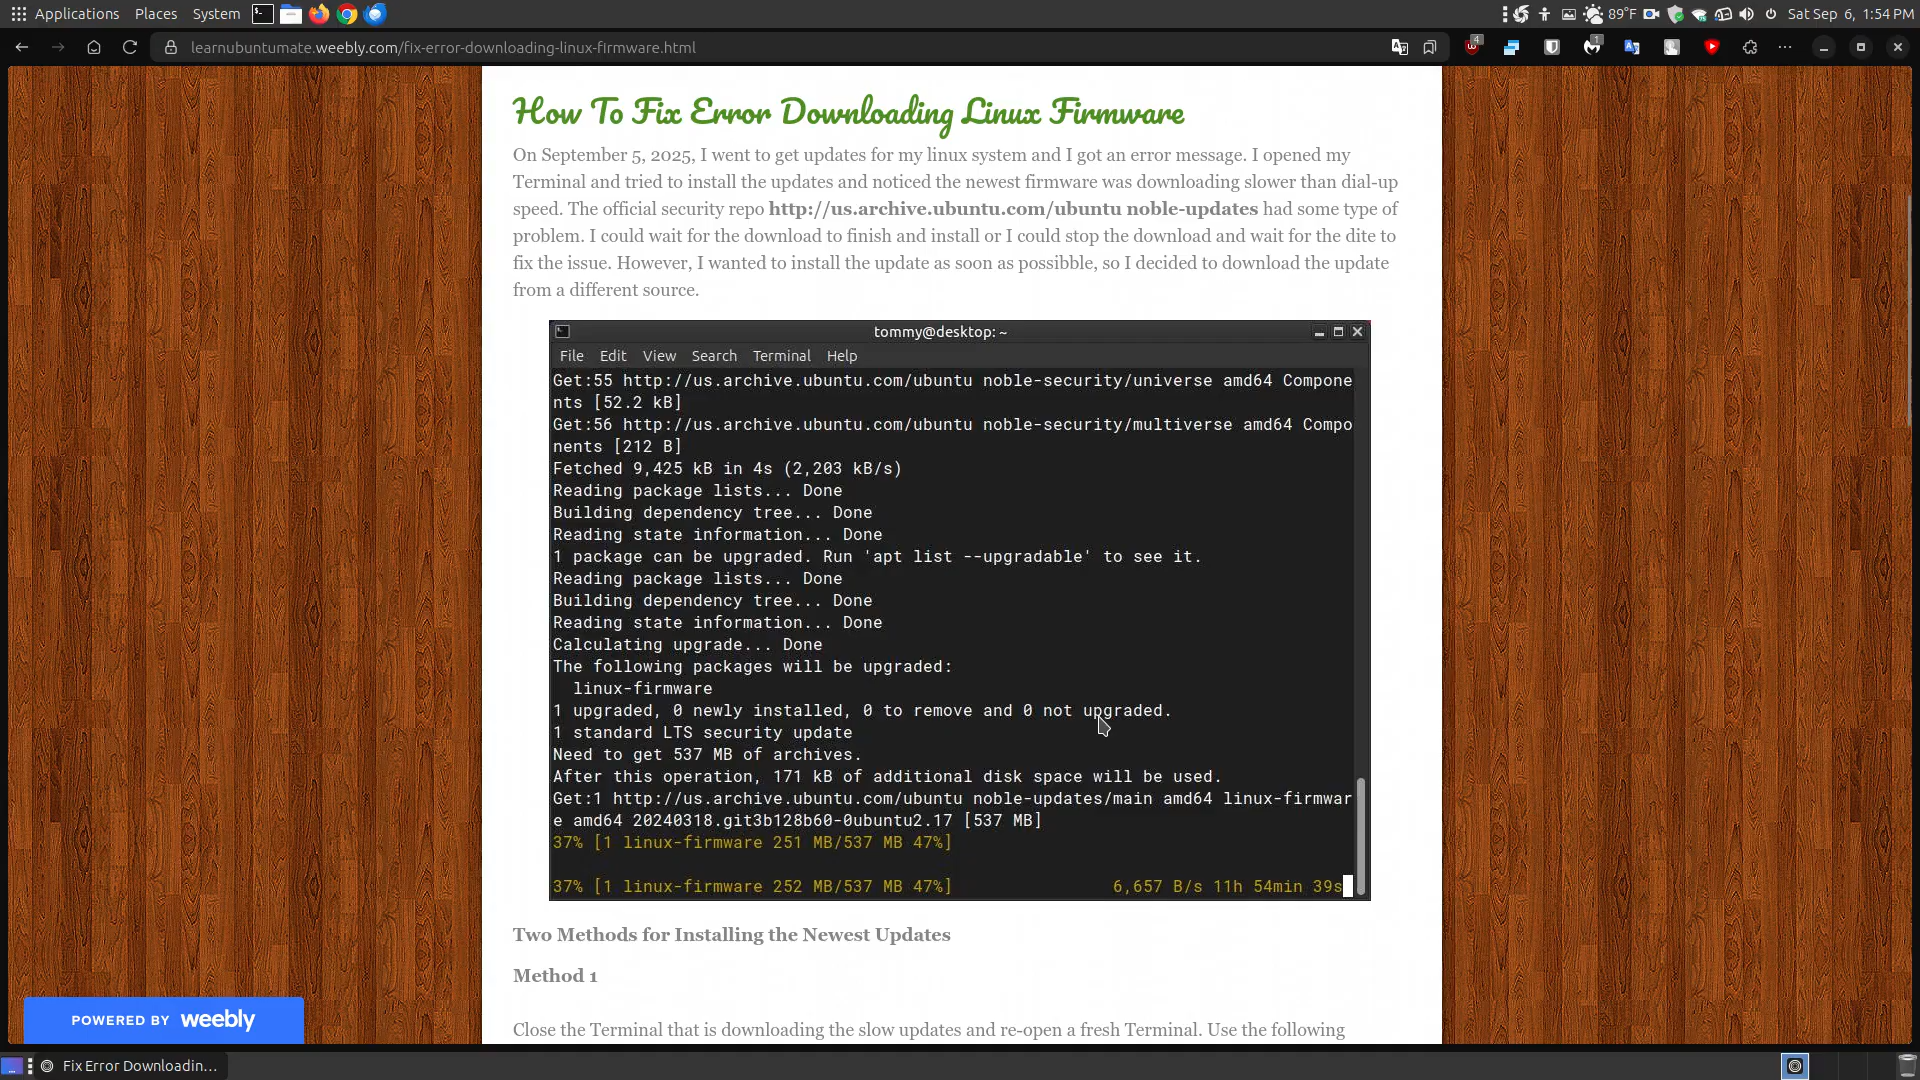 Applications Places System 89°F Sat Sep 6, 1:54 PM
learnubuntumate.weebly.com/fix-error-downloading-linux-firmware.html 4 1
How To Fix Error Downloading Linux Firmware
On September 5, 2025, I went to get updates for my linux system and I got an error message. I opened my
Terminal and tried to install the updates and noticed the newest firmware was downloading slower than dial-up
speed. The official security repo http://us.archive.ubuntu.com/ubuntu noble-updates had some type of
problem. I could wait for the download to finish and install or I could stop the download and wait for the dite to
fix the issue. However, I wanted to install the update as soon as possibble, so I decided to download the update
from a different source.
tommy@desktop: ~
File Edit View Search Terminal Help
Get:55 http://us.archive.ubuntu.com/ubuntu noble-security/universe amd64 Compone
nts [52.2 kB]
Get:56 http://us.archive.ubuntu.com/ubuntu noble-security/multiverse amd64 Compo
nents [212 B]
Fetched 9,425 kB in 4s (2,203 kB/s)
Reading package lists... Done
Building dependency tree... Done
Reading state information... Done
1 package can be upgraded. Run 'apt list --upgradable' to see it.
Reading package lists... Done
Building dependency tree... Done
Reading state information... Done
Calculating upgrade... Done
The following packages will be upgraded:
linux-firmware
1 upgraded, 0 newly installed, 0 to remove and 0 not upgraded.
1 standard LTS security update
Need to get 537 MB of archives.
After this operation, 171 kB of additional disk space will be used.
Get:1 http://us.archive.ubuntu.com/ubuntu noble-updates/main amd64 linux-firmwar
e amd64 20240318.git3b128b60-0ubuntu2.17 [537 MB]
37% [1 linux-firmware 251 MB/537 MB 47%]
37% [1 linux-firmware 252 MB/537 MB 47%] 6,657 B/s 11h 54min 39s
Two Methods for Installing the Newest Updates
Method 1
Close the Terminal that is downloading the slow updates and re-open a fresh Terminal. Use the following
POWERED BY weebly
Fix Error Downloadin...